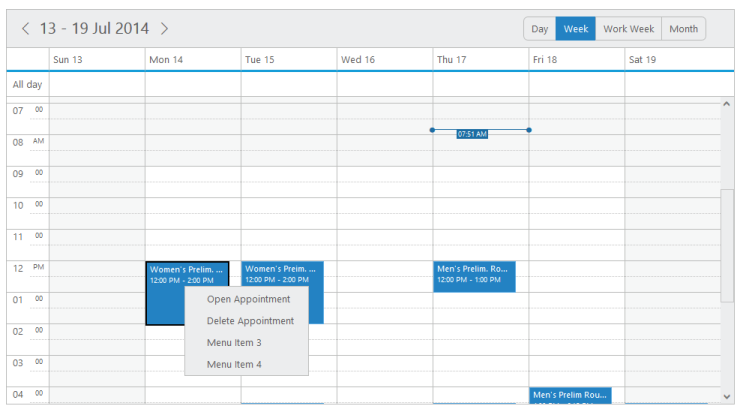 13 - 19 Jul 2014
Day Week Work Week Month
Sun 13 Mon 14 Tue 15 Wed 16 Thu 17 Fri 18 Sat 19
All day
07 00
07:51 AM
08 AM
09 00
10 00
11 00
12 PM
Women's Prelim. ... Women's Preim. ... Men's Prelim. Ro...
12:00 PM - 2:00 PM 12:00 PM - 2:00 PM 12:00 PM - 1:00 PM
01 00
Open Appointment
Delete Appointment
02 00
Menu Item 3
03 00
Menu Item 4
04 00
Men's Prelim Rou...